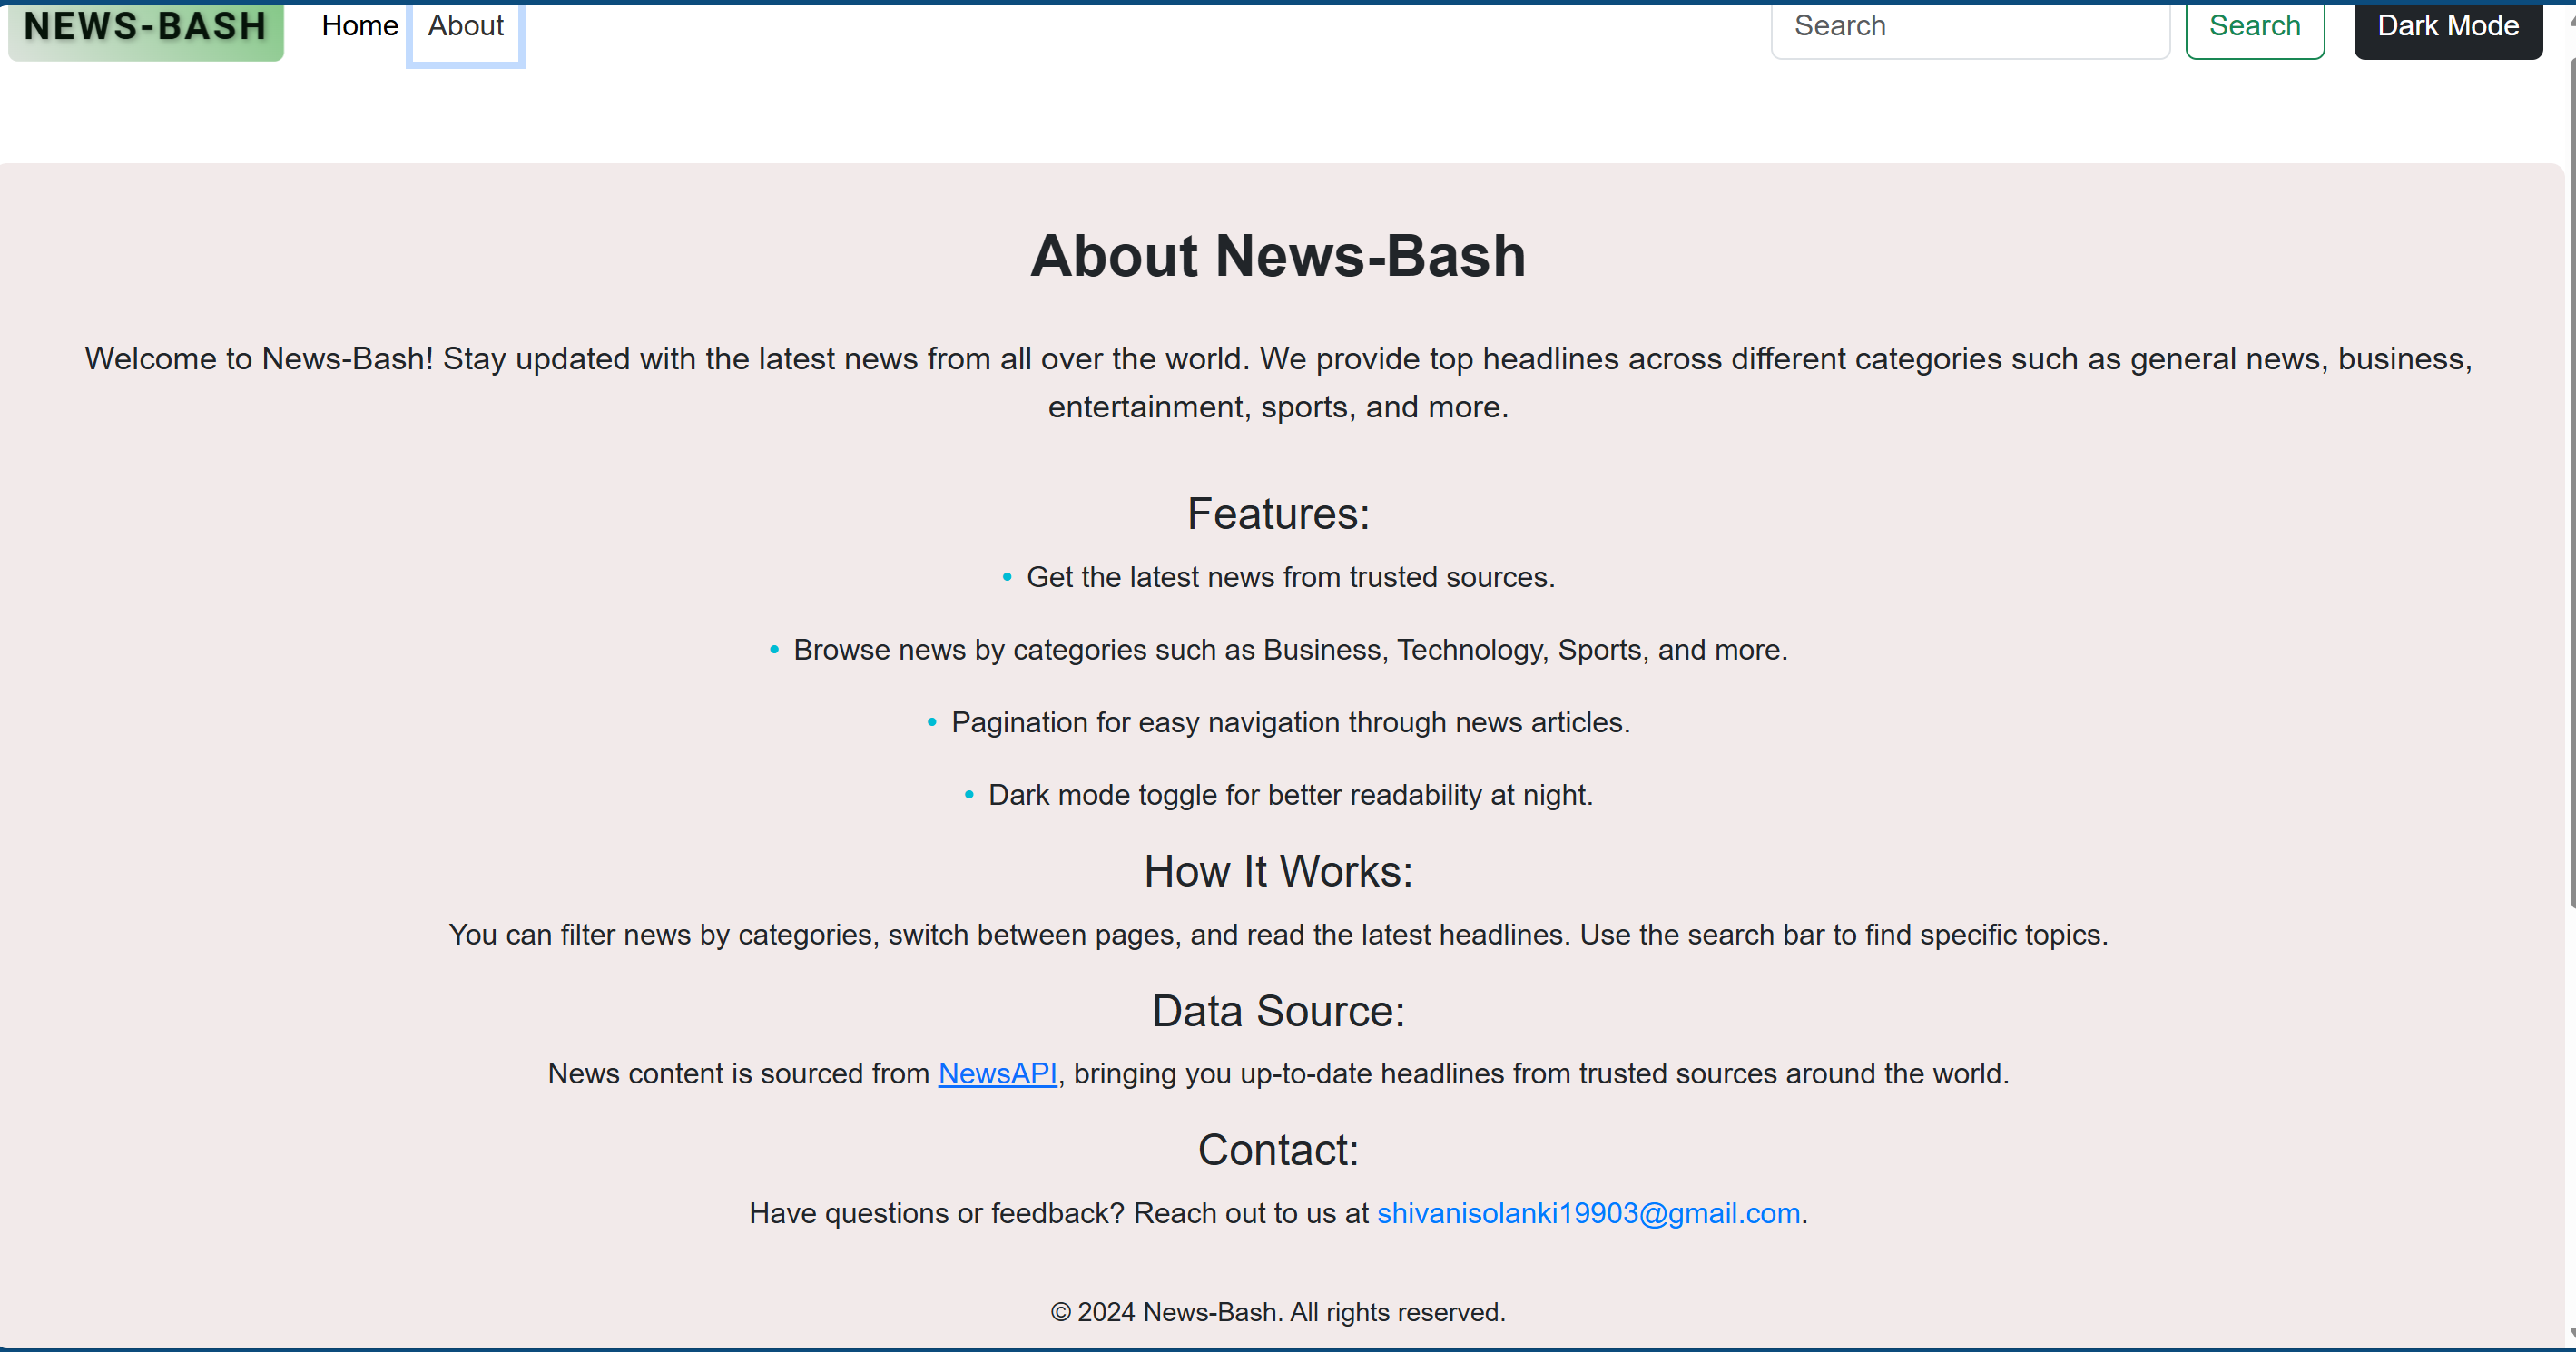 NEWS-BASH Home About Search Search Dark Mode
About News-Bash
Welcome to News-Bash! Stay updated with the latest news from all over the world. We provide top headlines across different categories such as general news, business,
entertainment, sports, and more.
Features:
• Get the latest news from trusted sources.
• Browse news by categories such as Business, Technology, Sports, and more.
• Pagination for easy navigation through news articles.
• Dark mode toggle for better readability at night.
How It Works:
You can filter news by categories, switch between pages, and read the latest headlines. Use the search bar to find specific topics.
Data Source:
News content is sourced from NewsAPI, bringing you up-to-date headlines from trusted sources around the world.
Contact:
Have questions or feedback? Reach out to us at shivanisolanki19903@gmail.com.
© 2024 News-Bash. All rights reserved.